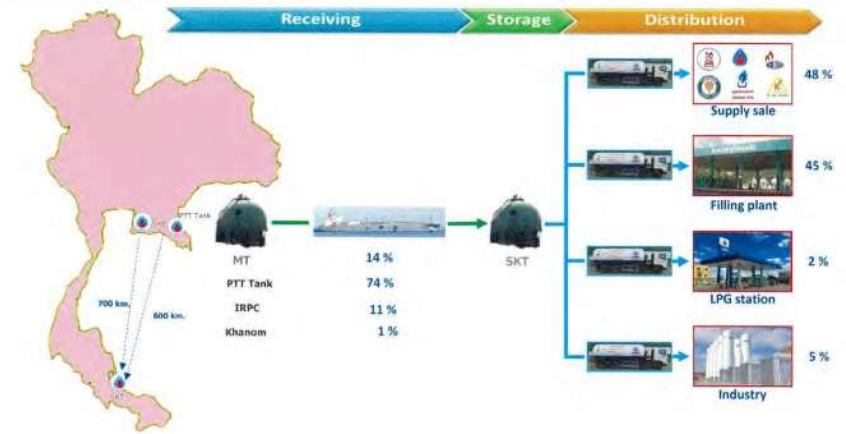 Receiving
Storage
Distribution
48 %
Supply sale
45 %
Filling plant
PTT Tank
MT
SKT
14 %
2 %
PTT Tank
74 %
LPG station
700 km.
600 km.
IRPC
11 %
Khanom
1 %
5 %
Industry